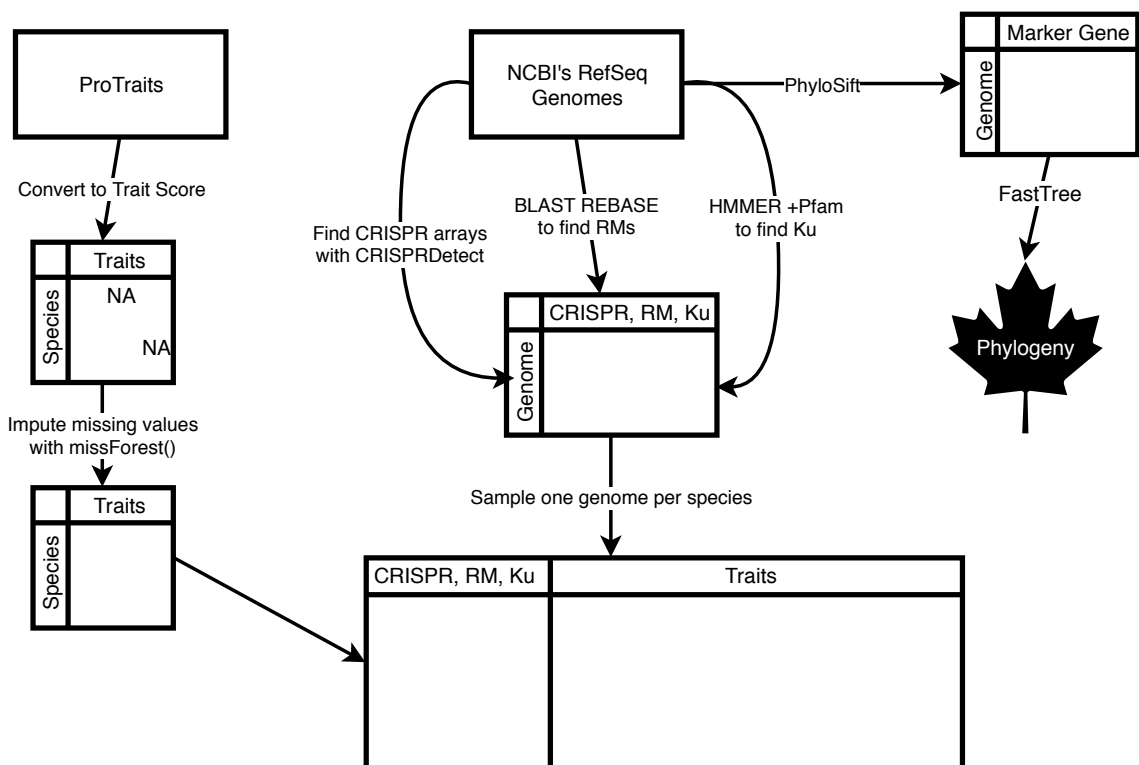 ProTraits
Convert to Trait Score
Traits
Species
NA
NA
Impute missing values
with missForest()
Traits
Species
NCBI's RefSeq
Genomes
Find CRISPR arrays
with CRISPRDetect
BLAST REBASE
to find RMs
HMMER +Pfam
to find Ku
CRISPR, RM, Ku
Genome
Sample one genome per species
CRISPR, RM, Ku
Traits
PhyloSift
Marker Gene
Genome
FastTree
Phylogeny